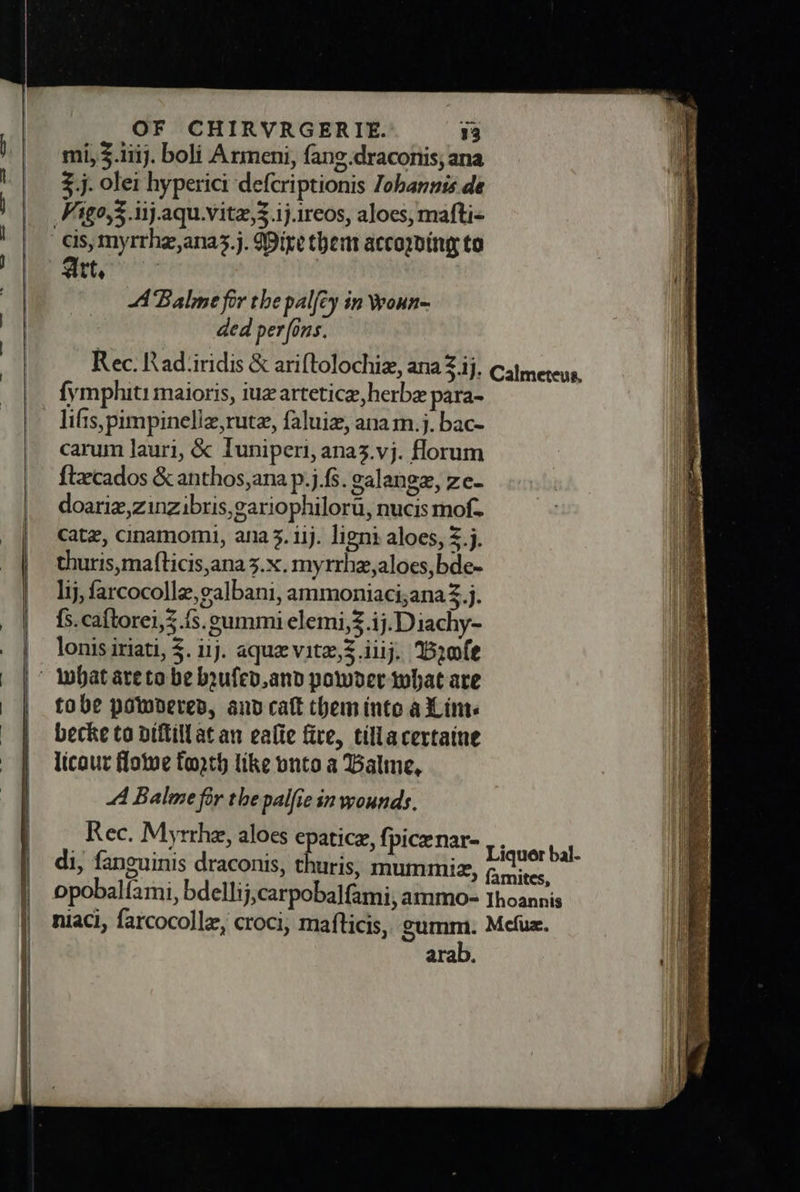 OF CHIRVRGERIE. 13
mi, ℥.iiij. boli Armeni, ſang.draconis, ana
℥.j. olei hyperici deſcriptionis Iohannis de
Vigo, ℥.iij.aqu.vitæ, ℥.ij.ireos, aloes, maſti-
cis, myrrhæ, anaʒ.j. Mixe them according to
Art.
A Balme for the palſey in woun-
ded perſons.
Rec. Rad.iridis & ariſtolochiæ, ana ℥.ij.
Calmeteus.
ſymphiti maioris, iuæ arteticæ, herbæ para-
liſis, pimpinellæ, rutæ, ſaluiæ, ana m.j. bac-
carum lauri, & Iuniperi, anaʒ.vj. florum
ſtæcados & anthos, ana p.j.ſs. galangæ, ze-
doariæ, zinzibris, gariophilorū, nucis moſ-
catæ, cinamomi, ana ʒ.iij. ligni aloes, ℥.j.
thuris, maſticis, ana ʒ.x. myrrhæ, aloes, bde-
lij, ſarcocollæ, galbani, ammoniaci, ana ℥.j.
ſs. caſtorei, ℥.ſs. gummi elemi, ℥.ij. Diachy-
lonis iriati, ℥. iij. aquæ vitæ, ℥.iiij. Broſe
what are to be bruſed, and powder what are
to be powdered, and caſt them into a Lim-
becke to diſtill at an eaſie fire, till a certaine
licour flowe foorth like vnto a Balme,
A Balme for the palſie in wounds.
Rec. Myrrhæ, aloes epaticæ, ſpicæ nar-
di, ſanguinis draconis, thuris, mummiæ,
opobalſami, bdellij, carpobalſami, ammo-
niaci, ſarcocollæ, croci, maſticis, gumm.
Liquor bal-
ſamites,
Ihoannis
Meſuæ.
arab.